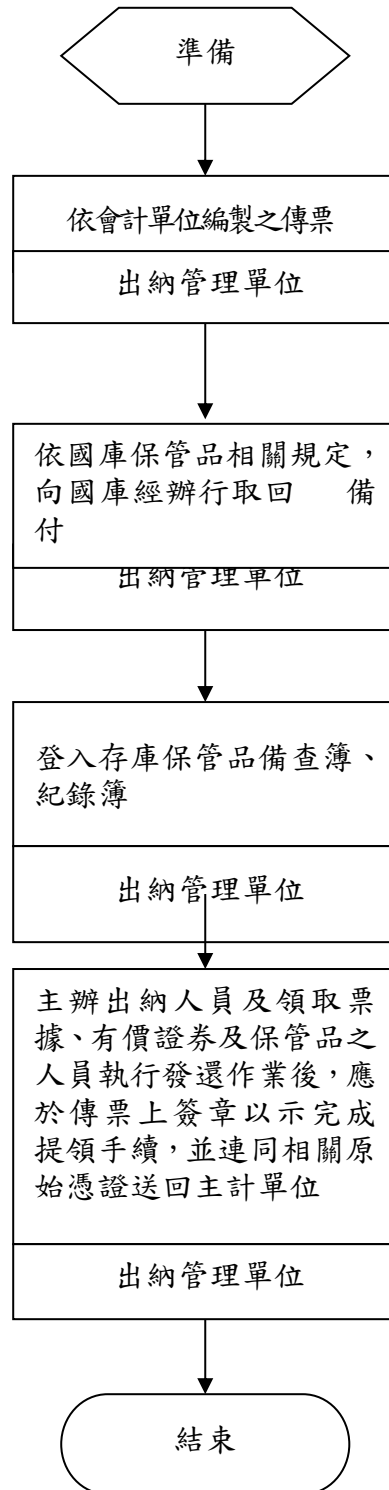 準備
依會計單位編製之傳票
出納管理單位
依國庫保管品相關規定，
向國庫經辦行取回 備
付
出納管理單位
登入存庫保管品備查簿、
紀錄簿
出納管理單位
主辦出納人員及領取票
據、有價證券及保管品之
人員執行發還作業後，應
於傳票上簽章以示完成
提領手續，並連同相關原
始憑證送回主計單位
出納管理單位
結束